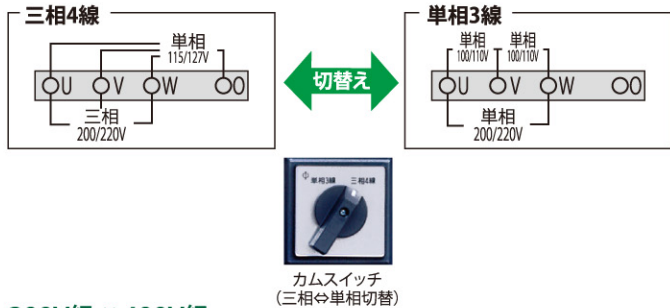 三相4線
単相
115/127V
U V W O
三相
200/220V
切替え
単相3線
単相 単相
100/110V 100/110V
U V W O
単相
200/220V
単相3線 三相4線
カムスイッチ
(三相⇔単相切替)